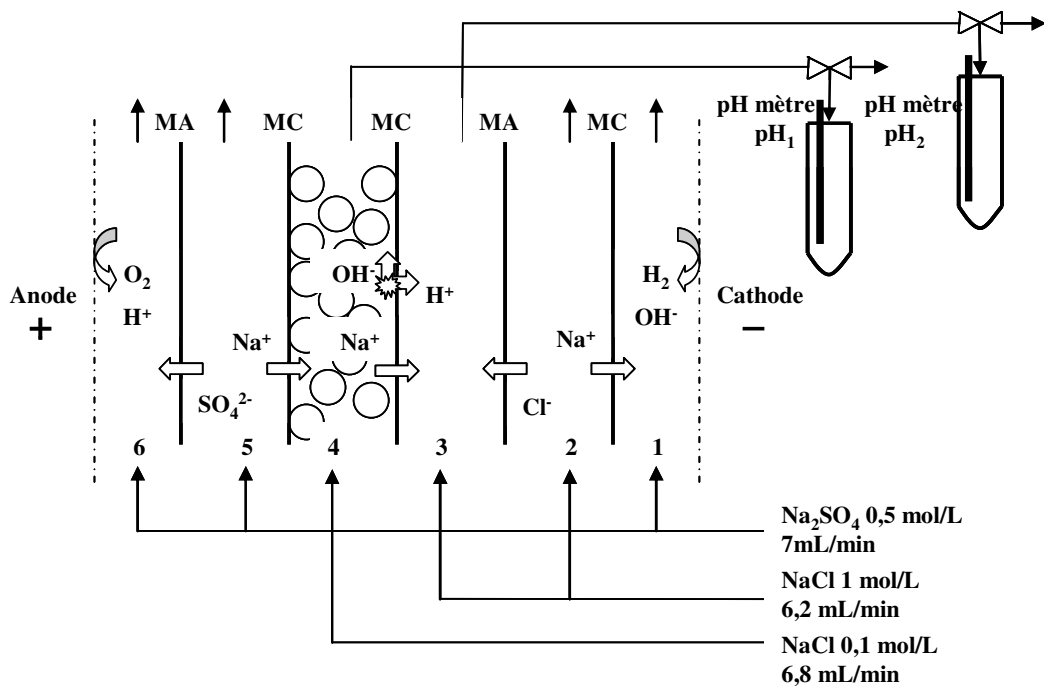 pH mètre
pH₁
pH mètre
pH₂
MA
MC
MC
MA
MC
Anode
+
O₂
H⁺
OH⁻
H⁺
H₂
OH⁻
Cathode
−
Na⁺
Na⁺
Na⁺
SO₄²⁻
Cl⁻
6
5
4
3
2
1
Na₂SO₄ 0,5 mol/L
7mL/min
NaCl 1 mol/L
6,2 mL/min
NaCl 0,1 mol/L
6,8 mL/min